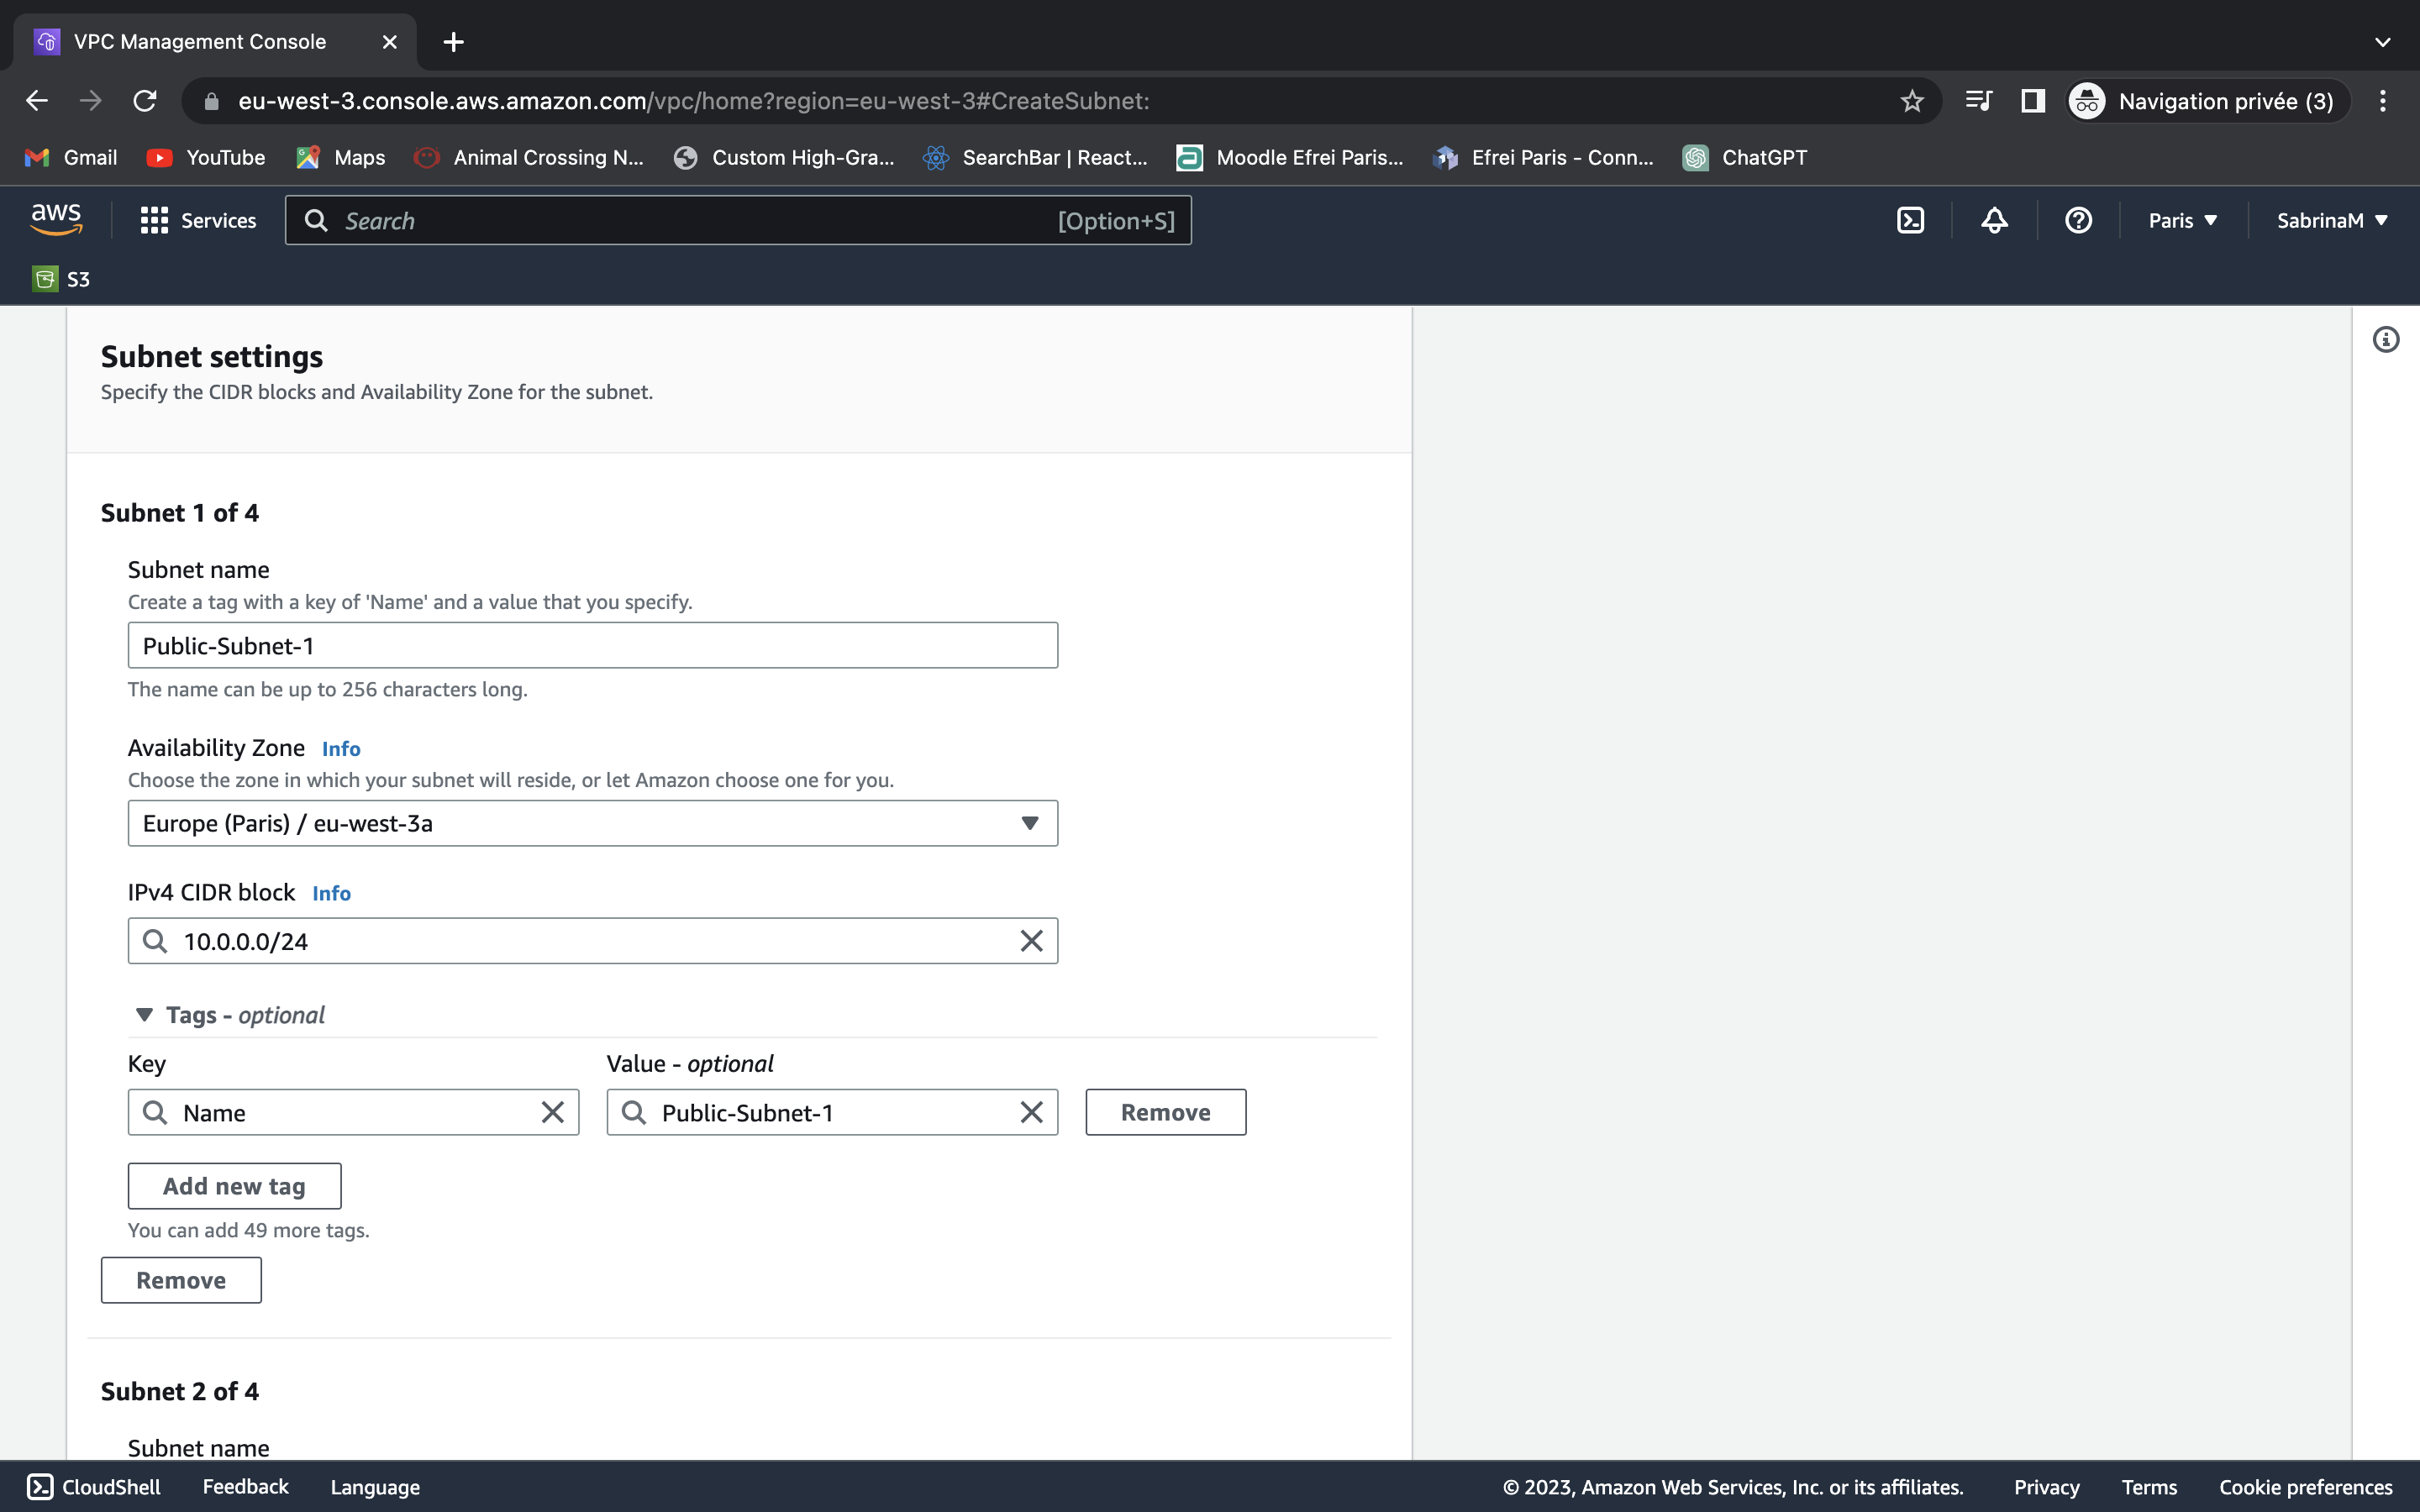 VPC Management Console
eu-west-3.console.aws.amazon.com/vpc/home?region=eu-west-3#CreateSubnet:
Navigation privée (3)
Gmail YouTube Maps Animal Crossing N... Custom High-Gra... SearchBar | React... Moodle Efrei Paris... Efrei Paris - Conn... ChatGPT
aws Services Search [Option+S] Paris SabrinaM
S3
Subnet settings
Specify the CIDR blocks and Availability Zone for the subnet.
Subnet 1 of 4
Subnet name
Create a tag with a key of 'Name' and a value that you specify.
Public-Subnet-1
The name can be up to 256 characters long.
Availability Zone Info
Choose the zone in which your subnet will reside, or let Amazon choose one for you.
Europe (Paris) / eu-west-3a
IPv4 CIDR block Info
10.0.0.0/24
Tags - optional
Key Value - optional
Name Public-Subnet-1 Remove
Add new tag
You can add 49 more tags.
Remove
Subnet 2 of 4
Subnet name
CloudShell Feedback Language © 2023, Amazon Web Services, Inc. or its affiliates. Privacy Terms Cookie preferences